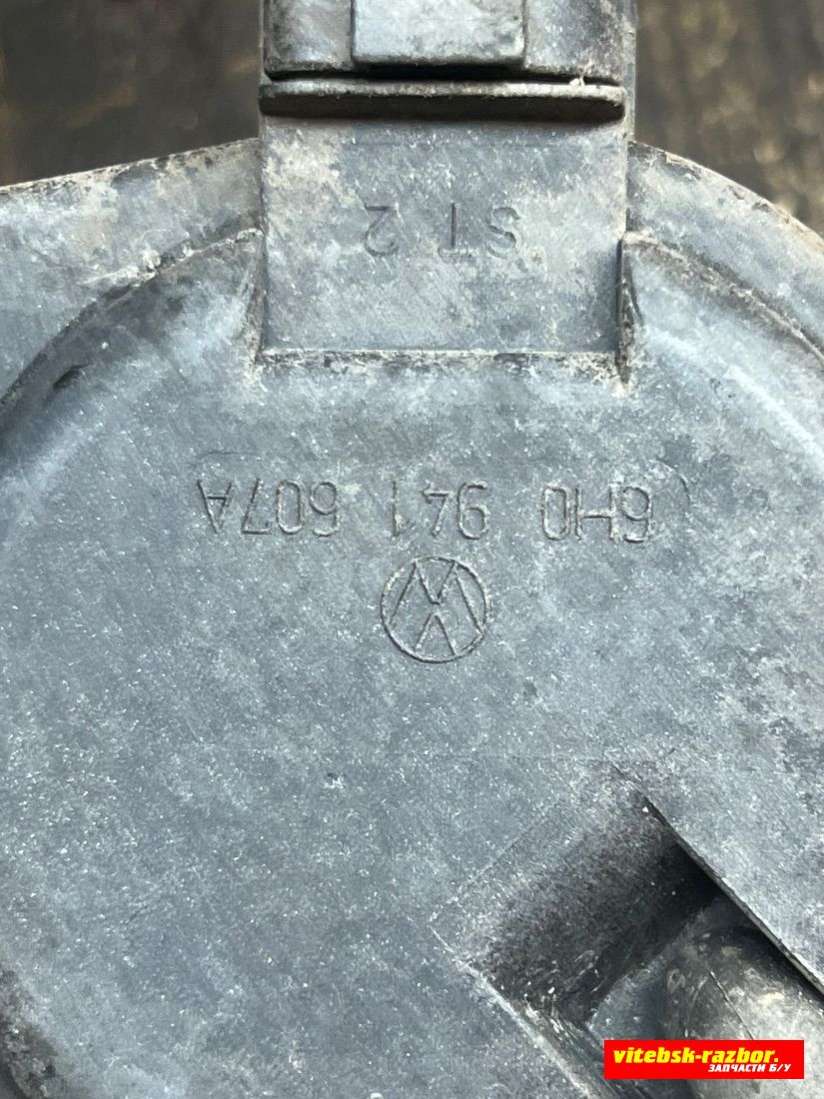 ST 2
6H0 941 607A
vitebsk-razbor.
ЗАПЧАСТИ Б/У